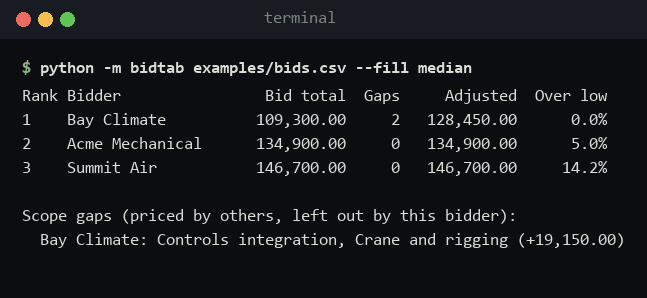 terminal
$ python -m bidtab examples/bids.csv --fill median
Rank Bidder Bid total Gaps Adjusted Over low
1 Bay Climate 109,300.00 2 128,450.00 0.0%
2 Acme Mechanical 134,900.00 0 134,900.00 5.0%
3 Summit Air 146,700.00 0 146,700.00 14.2%
Scope gaps (priced by others, left out by this bidder):
Bay Climate: Controls integration, Crane and rigging (+19,150.00)